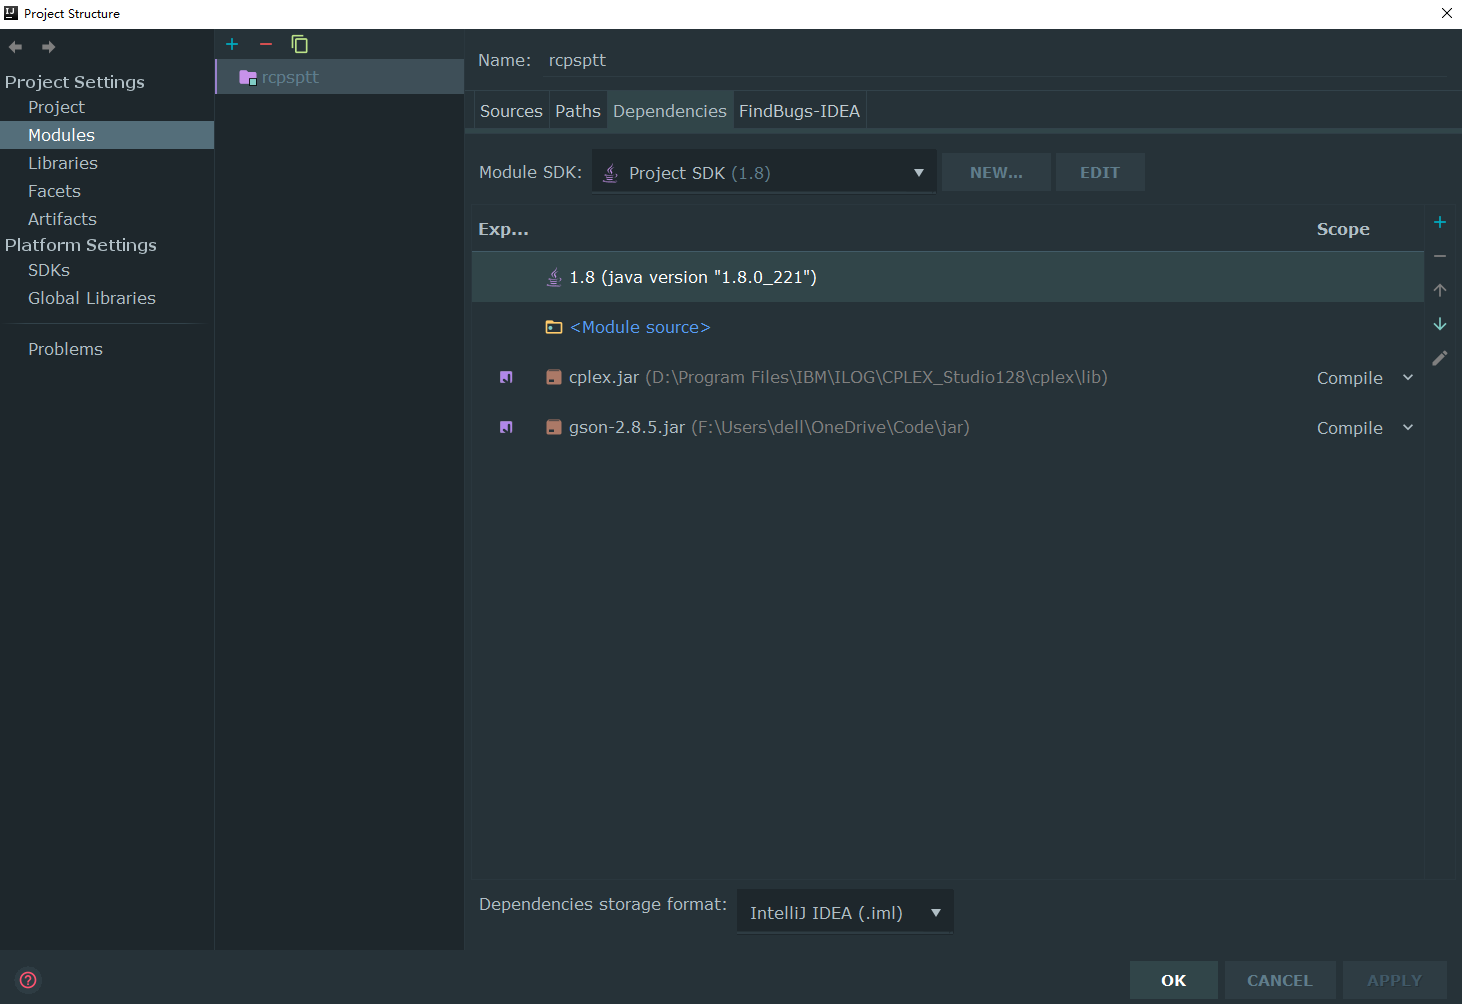 Project Structure
Project Settings
Project
Modules
Libraries
Facets
Artifacts
Platform Settings
SDKs
Global Libraries
Problems
rcpsptt
Name: rcpsptt
Sources Paths Dependencies FindBugs-IDEA
Module SDK: Project SDK (1.8) NEW... EDIT
Exp... Scope
1.8 (java version "1.8.0_221")
<Module source>
cplex.jar (D:\Program Files\IBM\ILOG\CPLEX_Studio128\cplex\lib) Compile
gson-2.8.5.jar (F:\Users\dell\OneDrive\Code\jar) Compile
Dependencies storage format: IntelliJ IDEA (.iml)
OK CANCEL APPLY